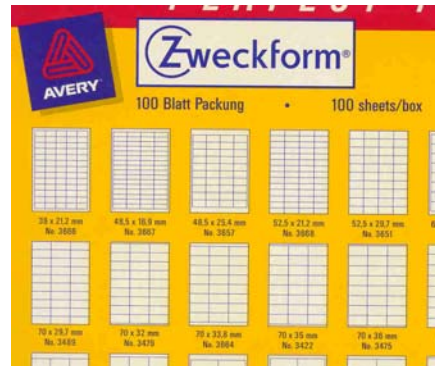 AVERY
Zweckform®
100 Blatt Packung • 100 sheets/box
38 x 21,2 mm
No. 3666
48,5 x 16,9 mm
No. 3667
48,5 x 25,4 mm
No. 3657
52,5 x 21,2 mm
No. 3668
52,5 x 29,7 mm
No. 3651
70 x 29,7 mm
No. 3489
70 x 32 mm
No. 3479
70 x 33,8 mm
No. 3664
70 x 35 mm
No. 3422
70 x 36 mm
No. 3475